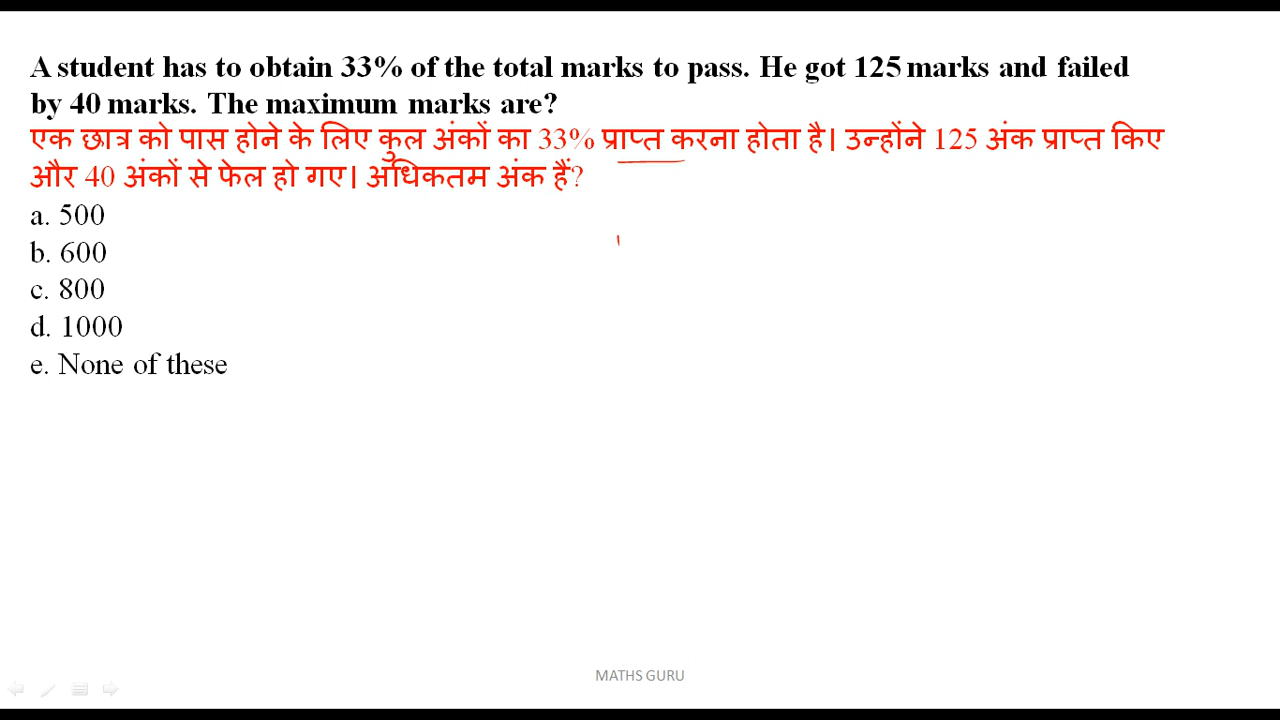 A student has to obtain 33% of the total marks to pass. He got 125 marks and failed
by 40 marks. The maximum marks are?
एक छात्र को पास होने के लिए कुल अंकों का 33% प्राप्त करना होता है। उन्होंने 125 अंक प्राप्त किए
और 40 अंकों से फेल हो गए। अधिकतम अंक हैं?
a. 500
b. 600
c. 800
d. 1000
e. None of these
MATHS GURU